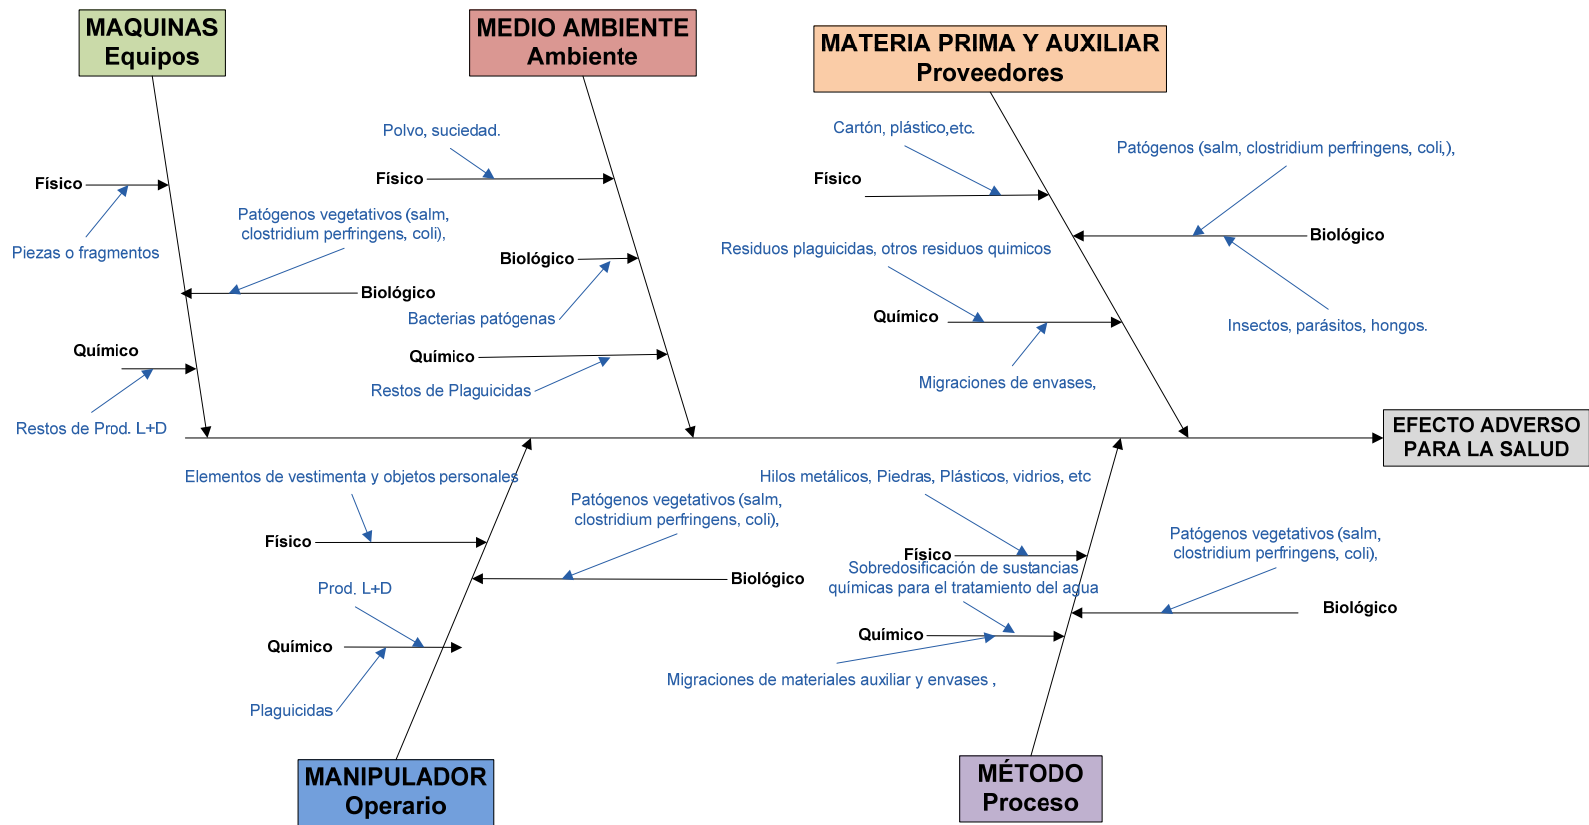 MAQUINAS
Equipos
MEDIO AMBIENTE
Ambiente
MATERIA PRIMA Y AUXILIAR
Proveedores
Polvo, suciedad.
Cartón, plástico,etc.
Patógenos (salm, clostridium perfringens, coli,),
Físico
Físico
Físico
Patógenos vegetativos (salm,
clostridium perfringens, coli),
Piezas o fragmentos
Residuos plaguicidas, otros residuos quimicos
Biológico
Biológico
Biológico
Bacterias patógenas
Químico
Insectos, parásitos, hongos.
Químico
Químico
Restos de Plaguicidas
Migraciones de envases,
Restos de Prod. L+D
EFECTO ADVERSO
PARA LA SALUD
Elementos de vestimenta y objetos personales
Hilos metálicos, Piedras, Plásticos, vidrios, etc
Patógenos vegetativos (salm,
clostridium perfringens, coli),
Patógenos vegetativos (salm,
clostridium perfringens, coli),
Físico
Físico
Sobredosificación de sustancias
químicas para el tratamiento del agua
Biológico
Prod. L+D
Biológico
Químico
Químico
Migraciones de materiales auxiliar y envases ,
Plaguicidas
MANIPULADOR
Operario
MÉTODO
Proceso